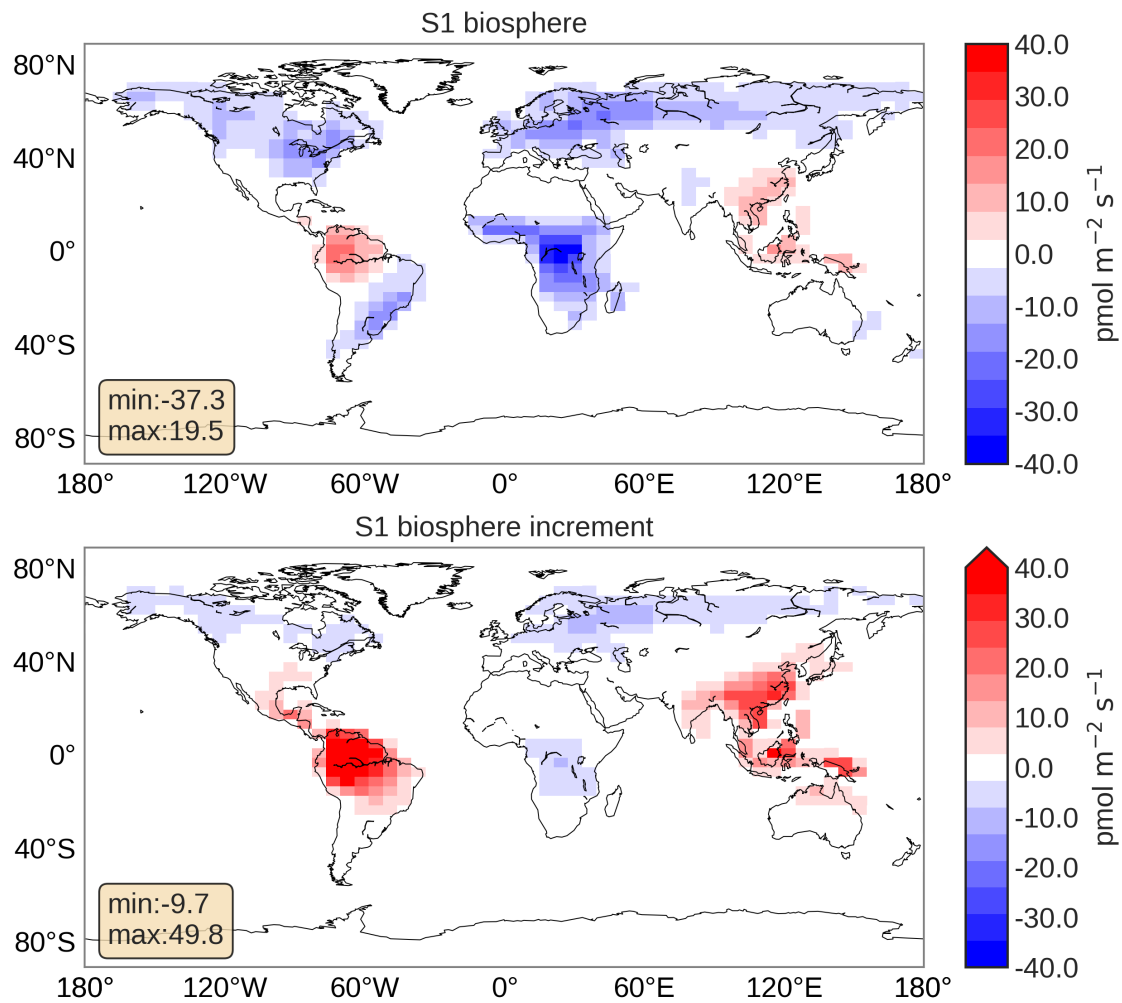 S1 biosphere
80°N
40°N
0°
40°S
80°S
min:-37.3
max:19.5
180° 120°W 60°W 0° 60°E 120°E 180°
40.0
30.0
20.0
10.0
0.0
-10.0
-20.0
-30.0
-40.0
pmol m⁻² s⁻¹
S1 biosphere increment
80°N
40°N
0°
40°S
80°S
min:-9.7
max:49.8
180° 120°W 60°W 0° 60°E 120°E 180°
40.0
30.0
20.0
10.0
0.0
-10.0
-20.0
-30.0
-40.0
pmol m⁻² s⁻¹